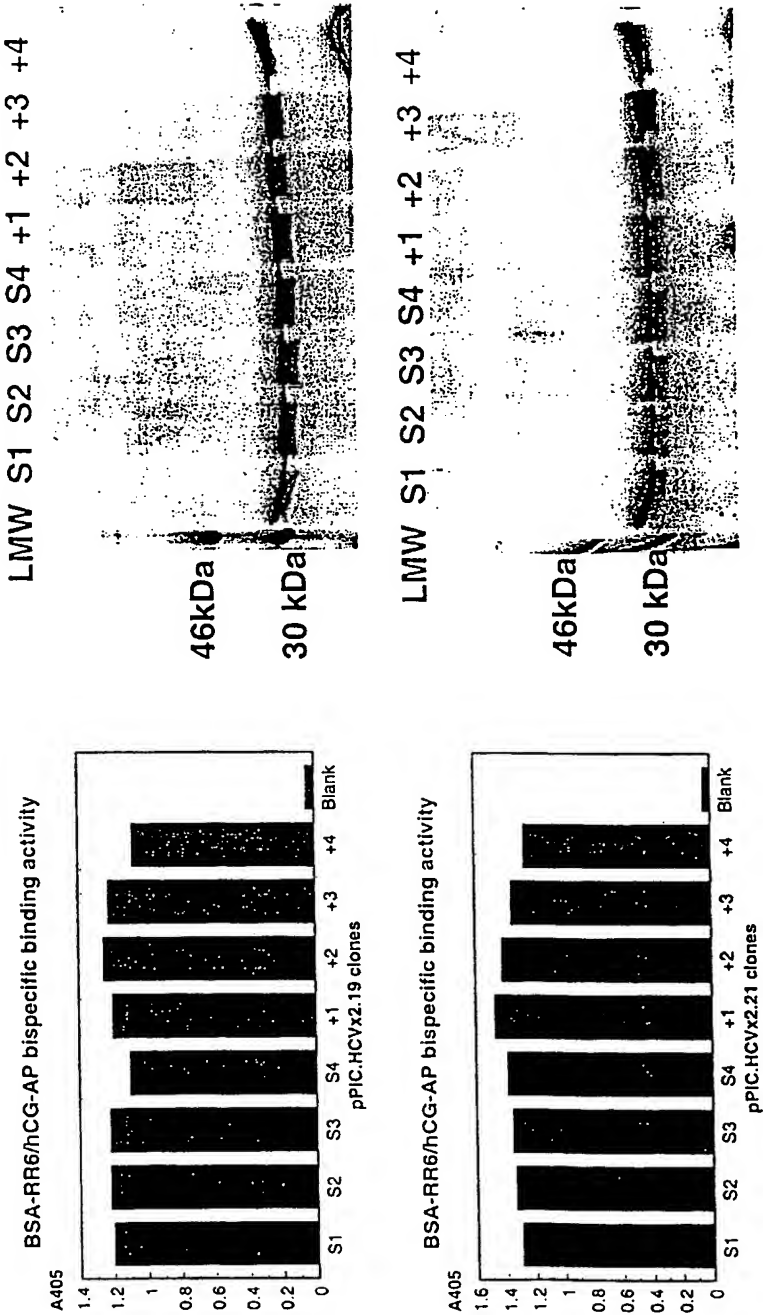 LMW S1 S2 S3 S4 +1 +2 +3 +4
46kDa
30 kDa
LMW S1 S2 S3 S4 +1 +2 +3 +4
46kDa
30 kDa
BSA-RR6/hCG-AP bispecific binding activity
A405
1.4
1.2
1
0.8
0.6
0.4
0.2
0
S1 S2 S3 S4 +1 +2 +3 +4 Blank
pPIC.HCVx2.19 clones
BSA-RR6/hCG-AP bispecific binding activity
A405
1.6
1.4
1.2
1
0.8
0.6
0.4
0.2
0
S1 S2 S3 S4 +1 +2 +3 +4 Blank
pPIC.HCVx2.21 clones